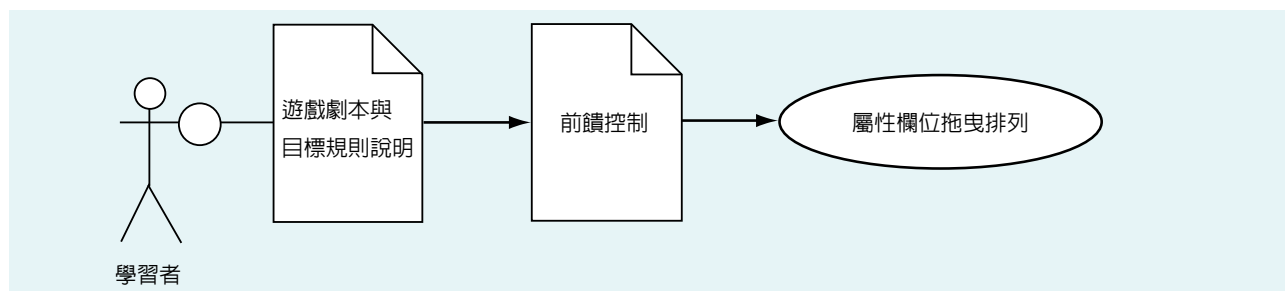 遊戲劇本與
目標規則說明
前饋控制
屬性欄位拖曳排列
學習者